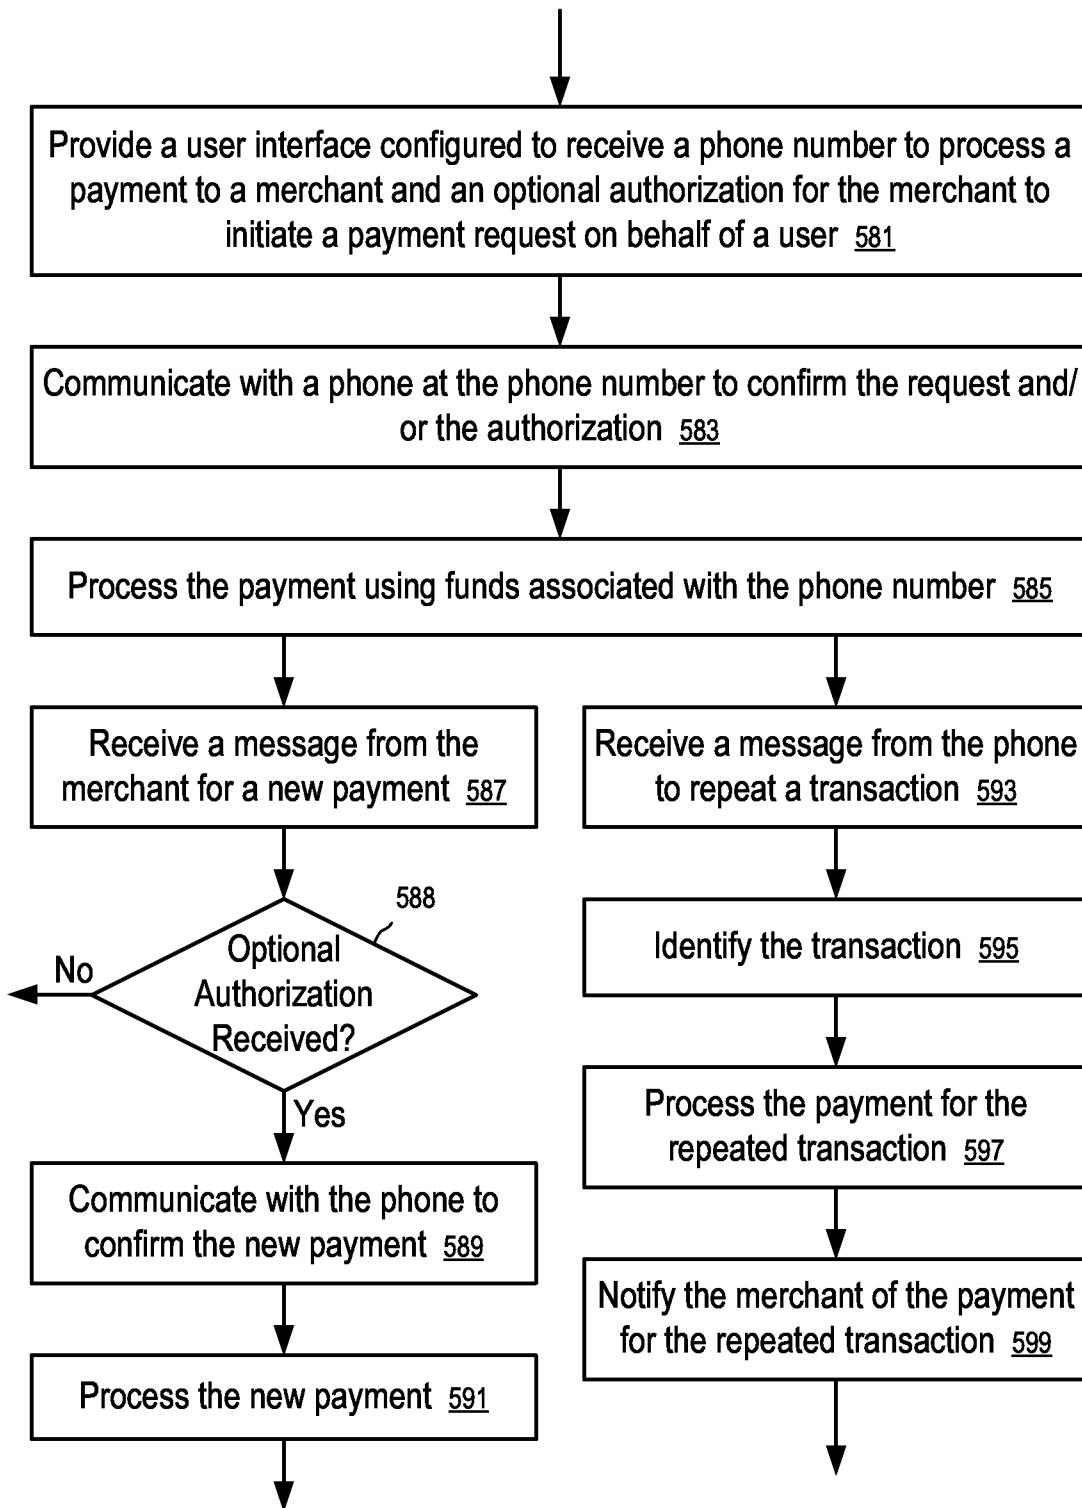 Provide a user interface configured to receive a phone number to process a
payment to a merchant and an optional authorization for the merchant to
initiate a payment request on behalf of a user 581
Communicate with a phone at the phone number to confirm the request and/
or the authorization 583
Process the payment using funds associated with the phone number 585
Receive a message from the
merchant for a new payment 587
588
Optional
Authorization
Received?
No
Yes
Communicate with the phone to
confirm the new payment 589
Process the new payment 591
Receive a message from the phone
to repeat a transaction 593
Identify the transaction 595
Process the payment for the
repeated transaction 597
Notify the merchant of the payment
for the repeated transaction 599